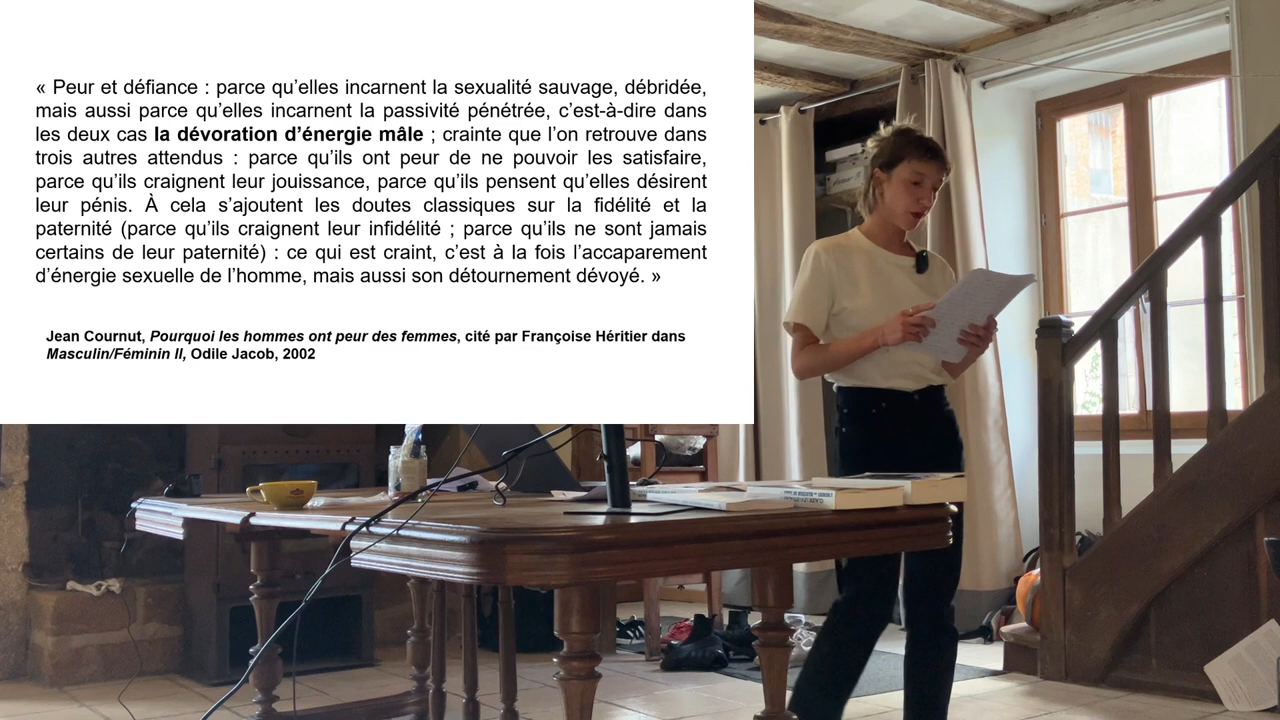 « Peur et défiance : parce qu’elles incarnent la sexualité sauvage, débridée,
mais aussi parce qu’elles incarnent la passivité pénétrée, c’est-à-dire dans
les deux cas la dévoration d’énergie mâle ; crainte que l’on retrouve dans
trois autres attendus : parce qu’ils ont peur de ne pouvoir les satisfaire,
parce qu’ils craignent leur jouissance, parce qu’ils pensent qu’elles désirent
leur pénis. À cela s’ajoutent les doutes classiques sur la fidélité et la
paternité (parce qu’ils craignent leur infidélité ; parce qu’ils ne sont jamais
certains de leur paternité) : ce qui est craint, c’est à la fois l’accaparement
d’énergie sexuelle de l’homme, mais aussi son détournement dévoyé. »
Jean Cournut, Pourquoi les hommes ont peur des femmes, cité par Françoise Héritier dans
Masculin/Féminin II, Odile Jacob, 2002